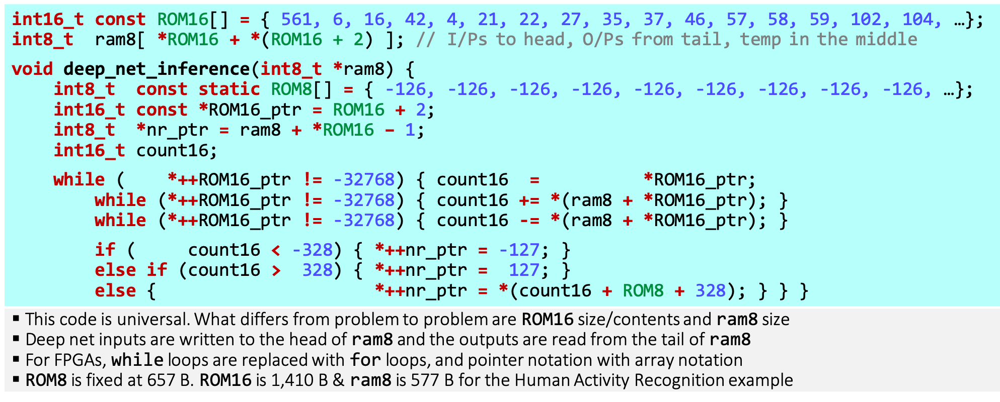 int16_t const ROM16[] = { 561, 6, 16, 42, 4, 21, 22, 27, 35, 37, 46, 57, 58, 59, 102, 104, …};
int8_t  ram8[ *ROM16 + *(ROM16 + 2) ]; // I/Ps to head, O/Ps from tail, temp in the middle
void deep_net_inference(int8_t *ram8) {
    int8_t  const static ROM8[] = { -126, -126, -126, -126, -126, -126, -126, -126, -126, …};
    int16_t const *ROM16_ptr = ROM16 + 2;
    int8_t  *nr_ptr = ram8 + *ROM16 – 1;
    int16_t count16;
    while (    *++ROM16_ptr != -32768) { count16  =          *ROM16_ptr;
        while (*++ROM16_ptr != -32768) { count16 += *(ram8 + *ROM16_ptr); }
        while (*++ROM16_ptr != -32768) { count16 -= *(ram8 + *ROM16_ptr); }
        if (     count16 < -328) { *++nr_ptr = -127; }
        else if (count16 >  328) { *++nr_ptr =  127; }
        else {                     *++nr_ptr = *(count16 + ROM8 + 328); } } }
▪ This code is universal. What differs from problem to problem are ROM16 size/contents and ram8 size
▪ Deep net inputs are written to the head of ram8 and the outputs are read from the tail of ram8
▪ For FPGAs, while loops are replaced with for loops, and pointer notation with array notation
▪ ROM8 is fixed at 657 B. ROM16 is 1,410 B & ram8 is 577 B for the Human Activity Recognition example